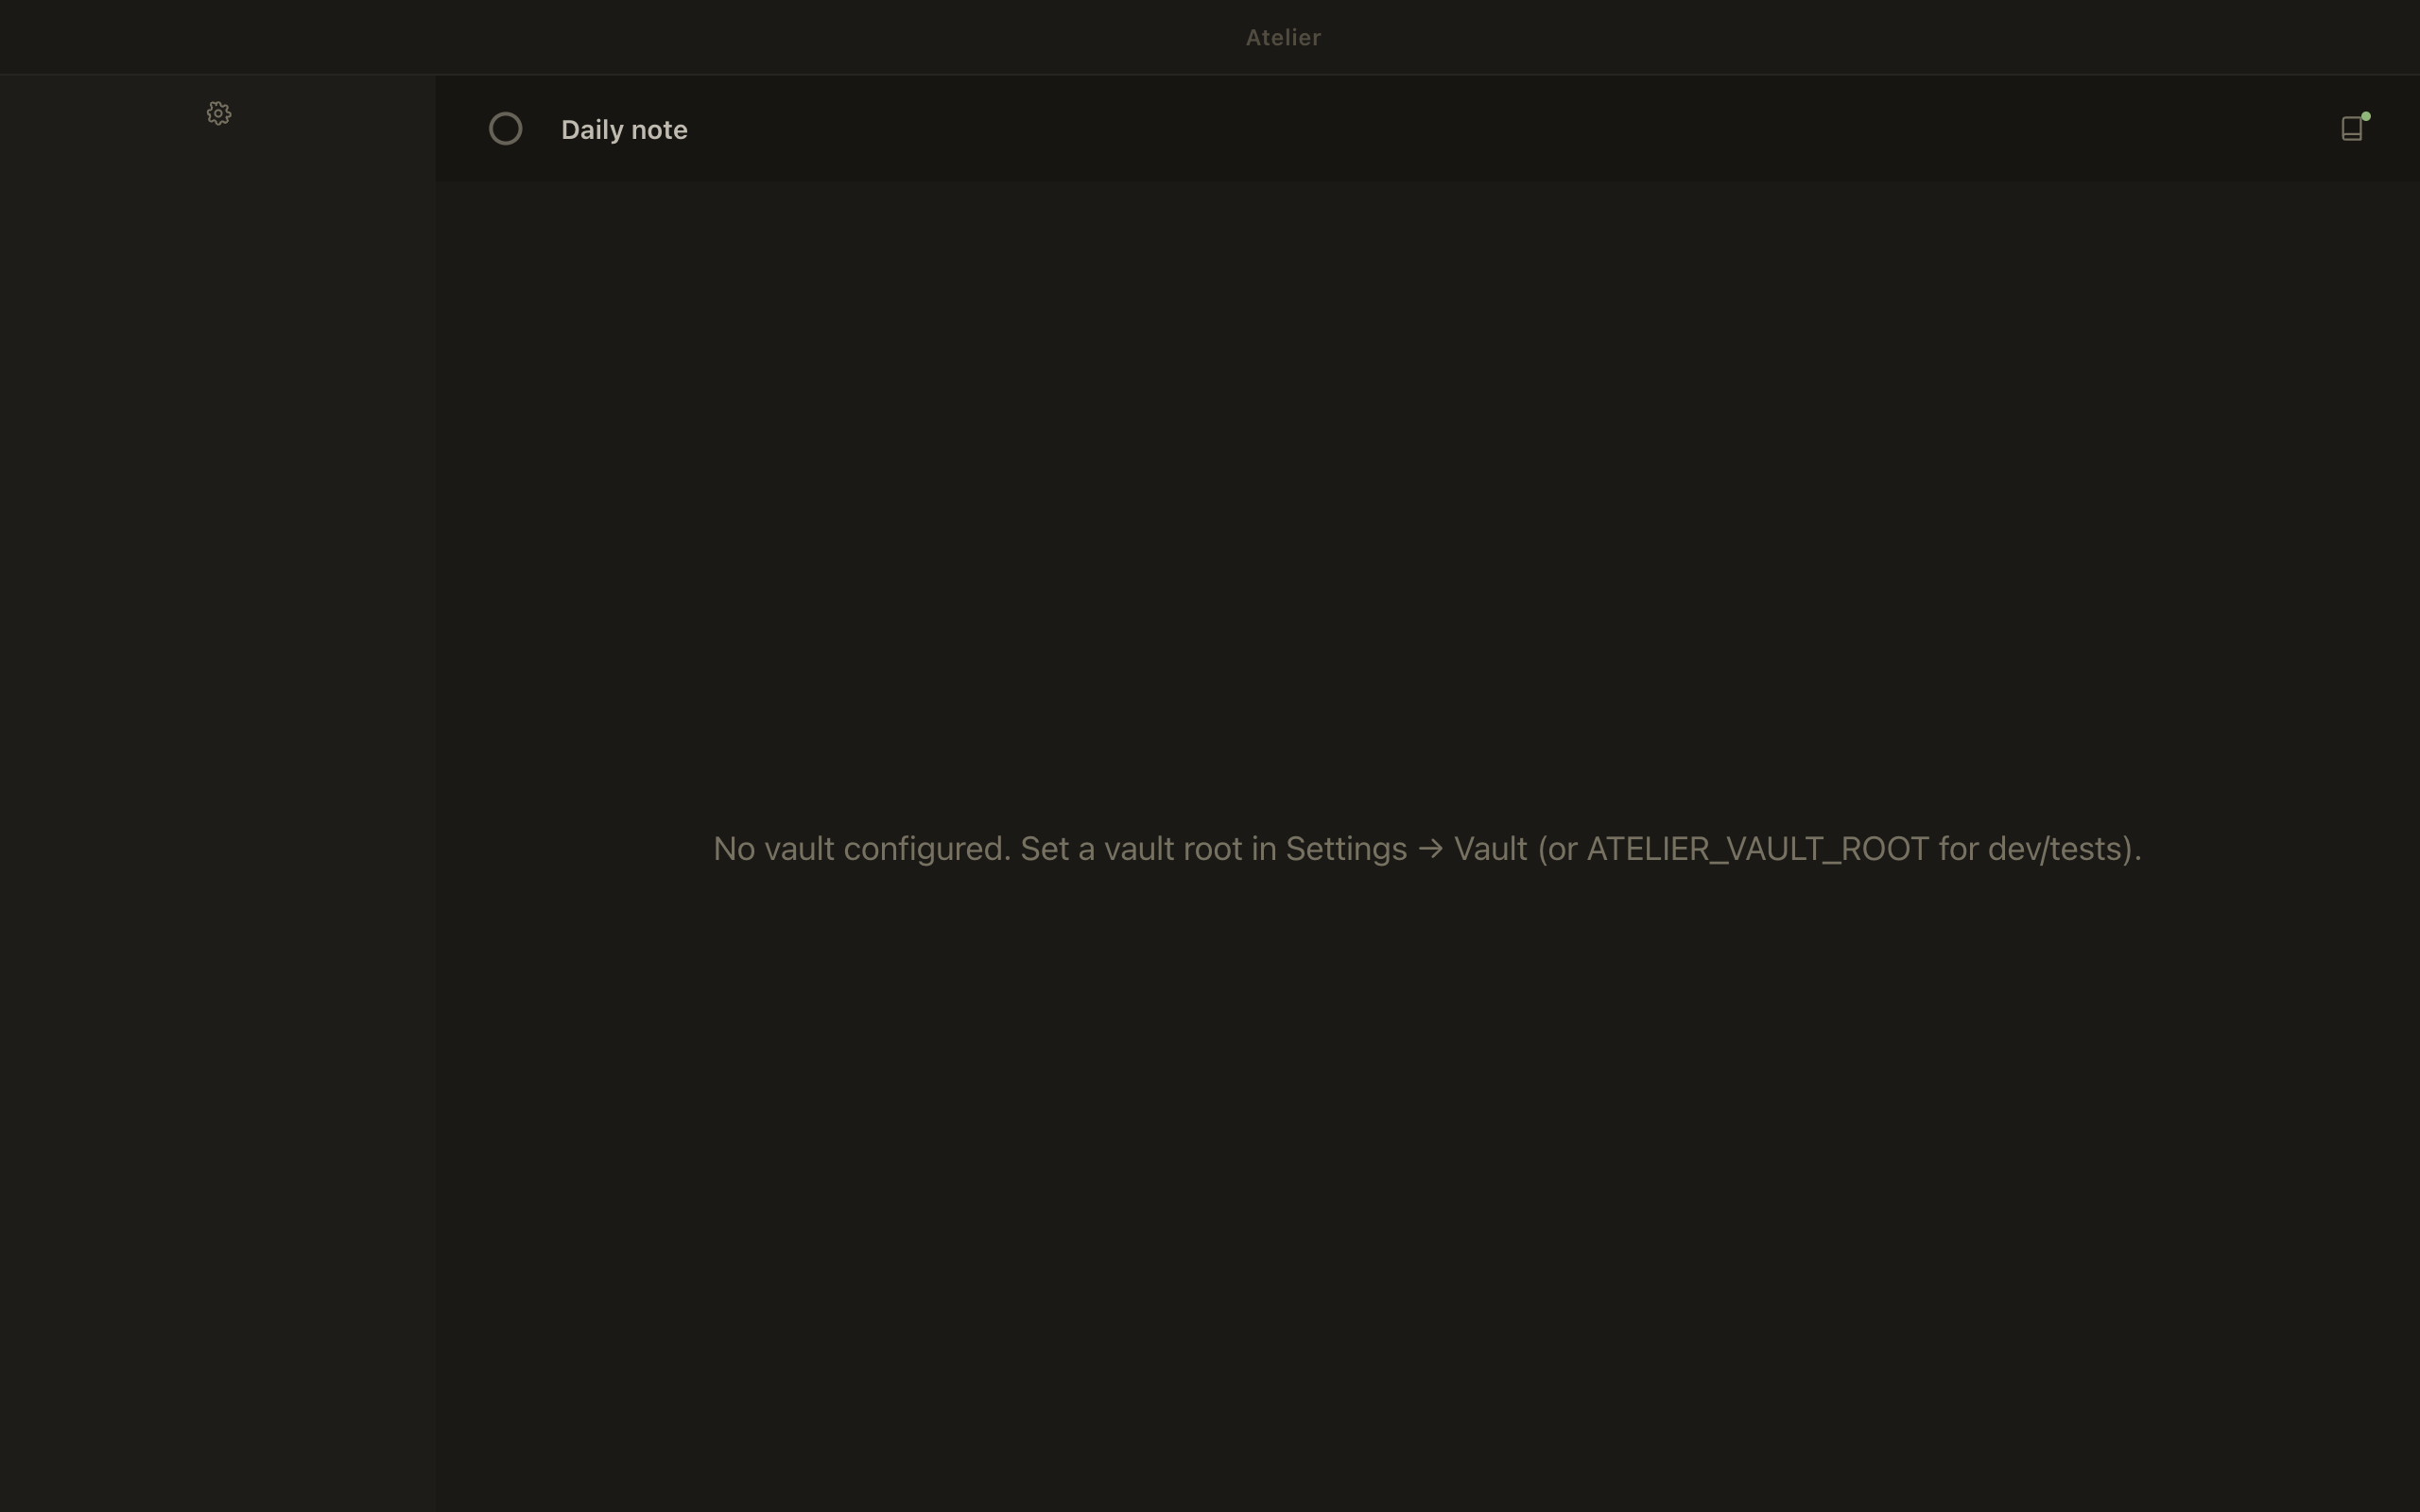 Atelier
Daily note
No vault configured. Set a vault root in Settings → Vault (or ATELIER_VAULT_ROOT for dev/tests).